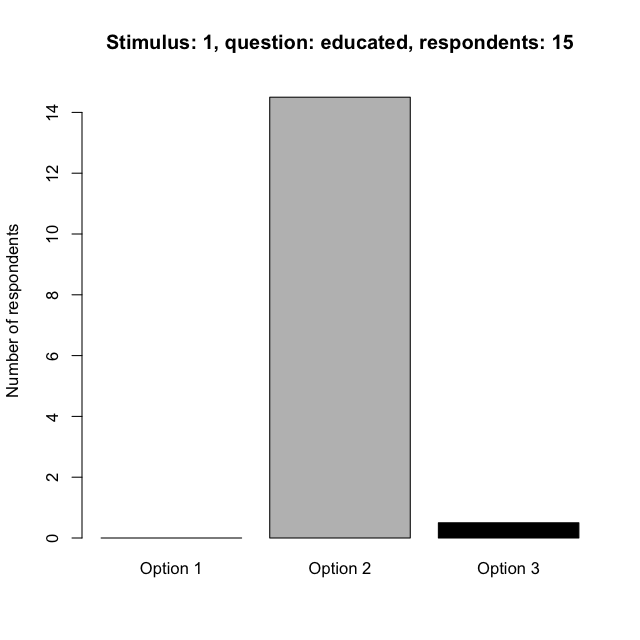 Stimulus: 1, question: educated, respondents: 15
Number of respondents
14
12
10
8
6
4
2
0
Option 1 Option 2 Option 3